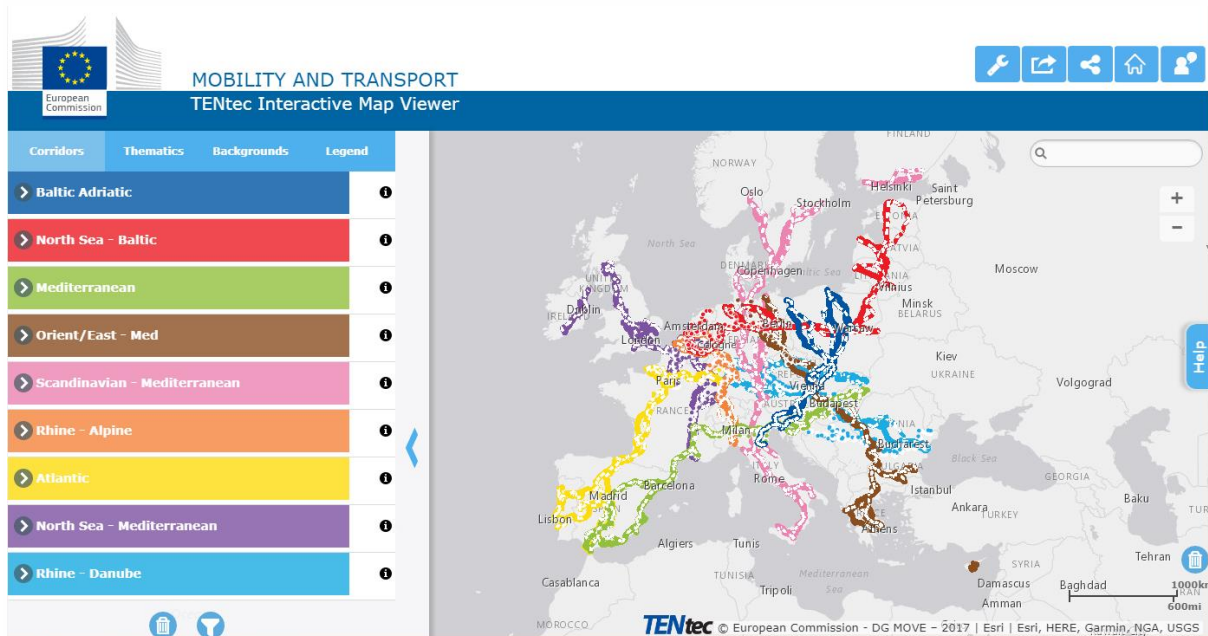 European
Commission
MOBILITY AND TRANSPORT
TENtec Interactive Map Viewer
Corridors Thematics Backgrounds Legend
Baltic Adriatic
North Sea - Baltic
Mediterranean
Orient/East - Med
Scandinavian - Mediterranean
Rhine - Alpine
Atlantic
North Sea - Mediterranean
Rhine - Danube
FINLAND
NORWAY
Oslo
Helsinki
Saint
Petersburg
Stockholm
North Sea
Moscow
Copenhagen
Vilnius
Minsk
BELARUS
Dublin
Amsterdam
Warsaw
London
Cologne
Kiev
UKRAINE
Volgograd
Paris
Vienna
Budapest
Milan
Bucharest
Black Sea
GEORGIA
Rome
Barcelona
Madrid
Istanbul
Baku
Lisbon
Ankara
TURKEY
Athens
Algiers
Tunis
Tehran
SYRIA
Casablanca
TUNISIA
Mediterranean
Sea
Damascus
Baghdad
Tripoli
Amman
MOROCCO
Help
600mi
TENtec © European Commission - DG MOVE - 2017 | Esri | Esri, HERE, Garmin, NGA, USGS